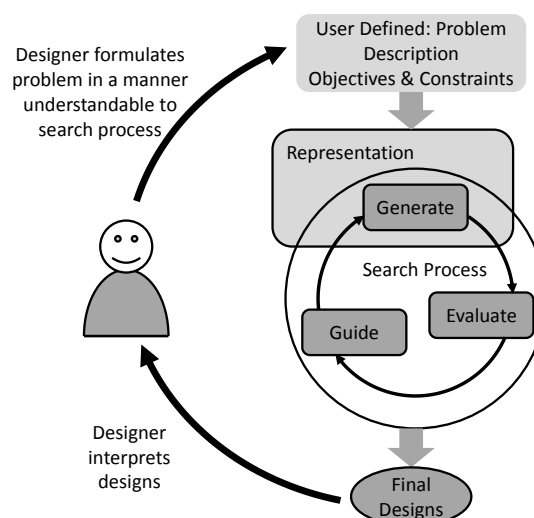 Designer formulates
problem in a manner
understandable to
search process
User Defined: Problem
Description
Objectives & Constraints
Representation
Generate
Search Process
Evaluate
Guide
Designer
interprets
designs
Final
Designs